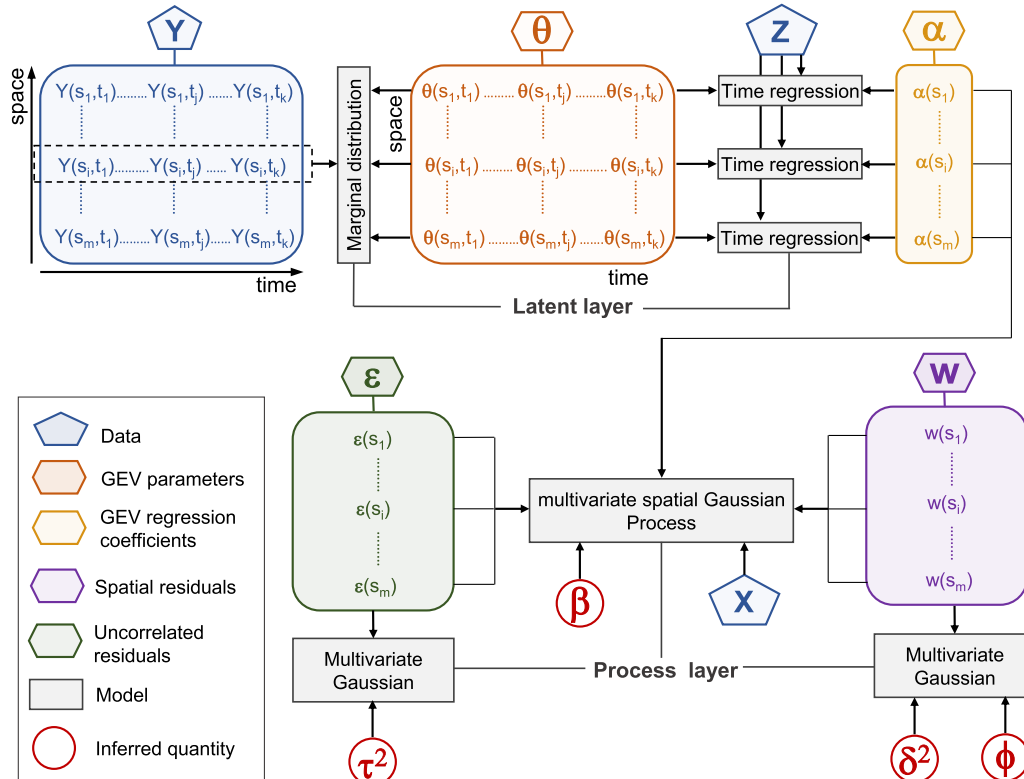 Y
θ
Z
α
space
Y(s1,t1).........Y(s1,tj) ......Y(s1,tk)
Y(si,t1).........Y(si,tj) ...... Y(si,tk)
Y(sm,t1).........Y(sm,tj) ......Y(sm,tk)
time
Marginal distribution
space
θ(s1,t1) .........θ(s1,tj) .........θ(s1,tk)
θ(si,t1).........θ(si,tj) ..........θ(si,tk)
θ(sm,t1) .......θ(sm,tj) .......θ(sm,tk)
time
Time regression
Time regression
Time regression
α(s1)
α(si)
α(sm)
Latent layer
ε
w
ε(s1)
ε(si)
ε(sm)
multivariate spatial Gaussian
Process
w(s1)
w(si)
w(sm)
β
X
Multivariate
Gaussian
Process layer
Multivariate
Gaussian
τ2
δ2
ϕ
Data
GEV parameters
GEV regression
coefficients
Spatial residuals
Uncorrelated
residuals
Model
Inferred quantity